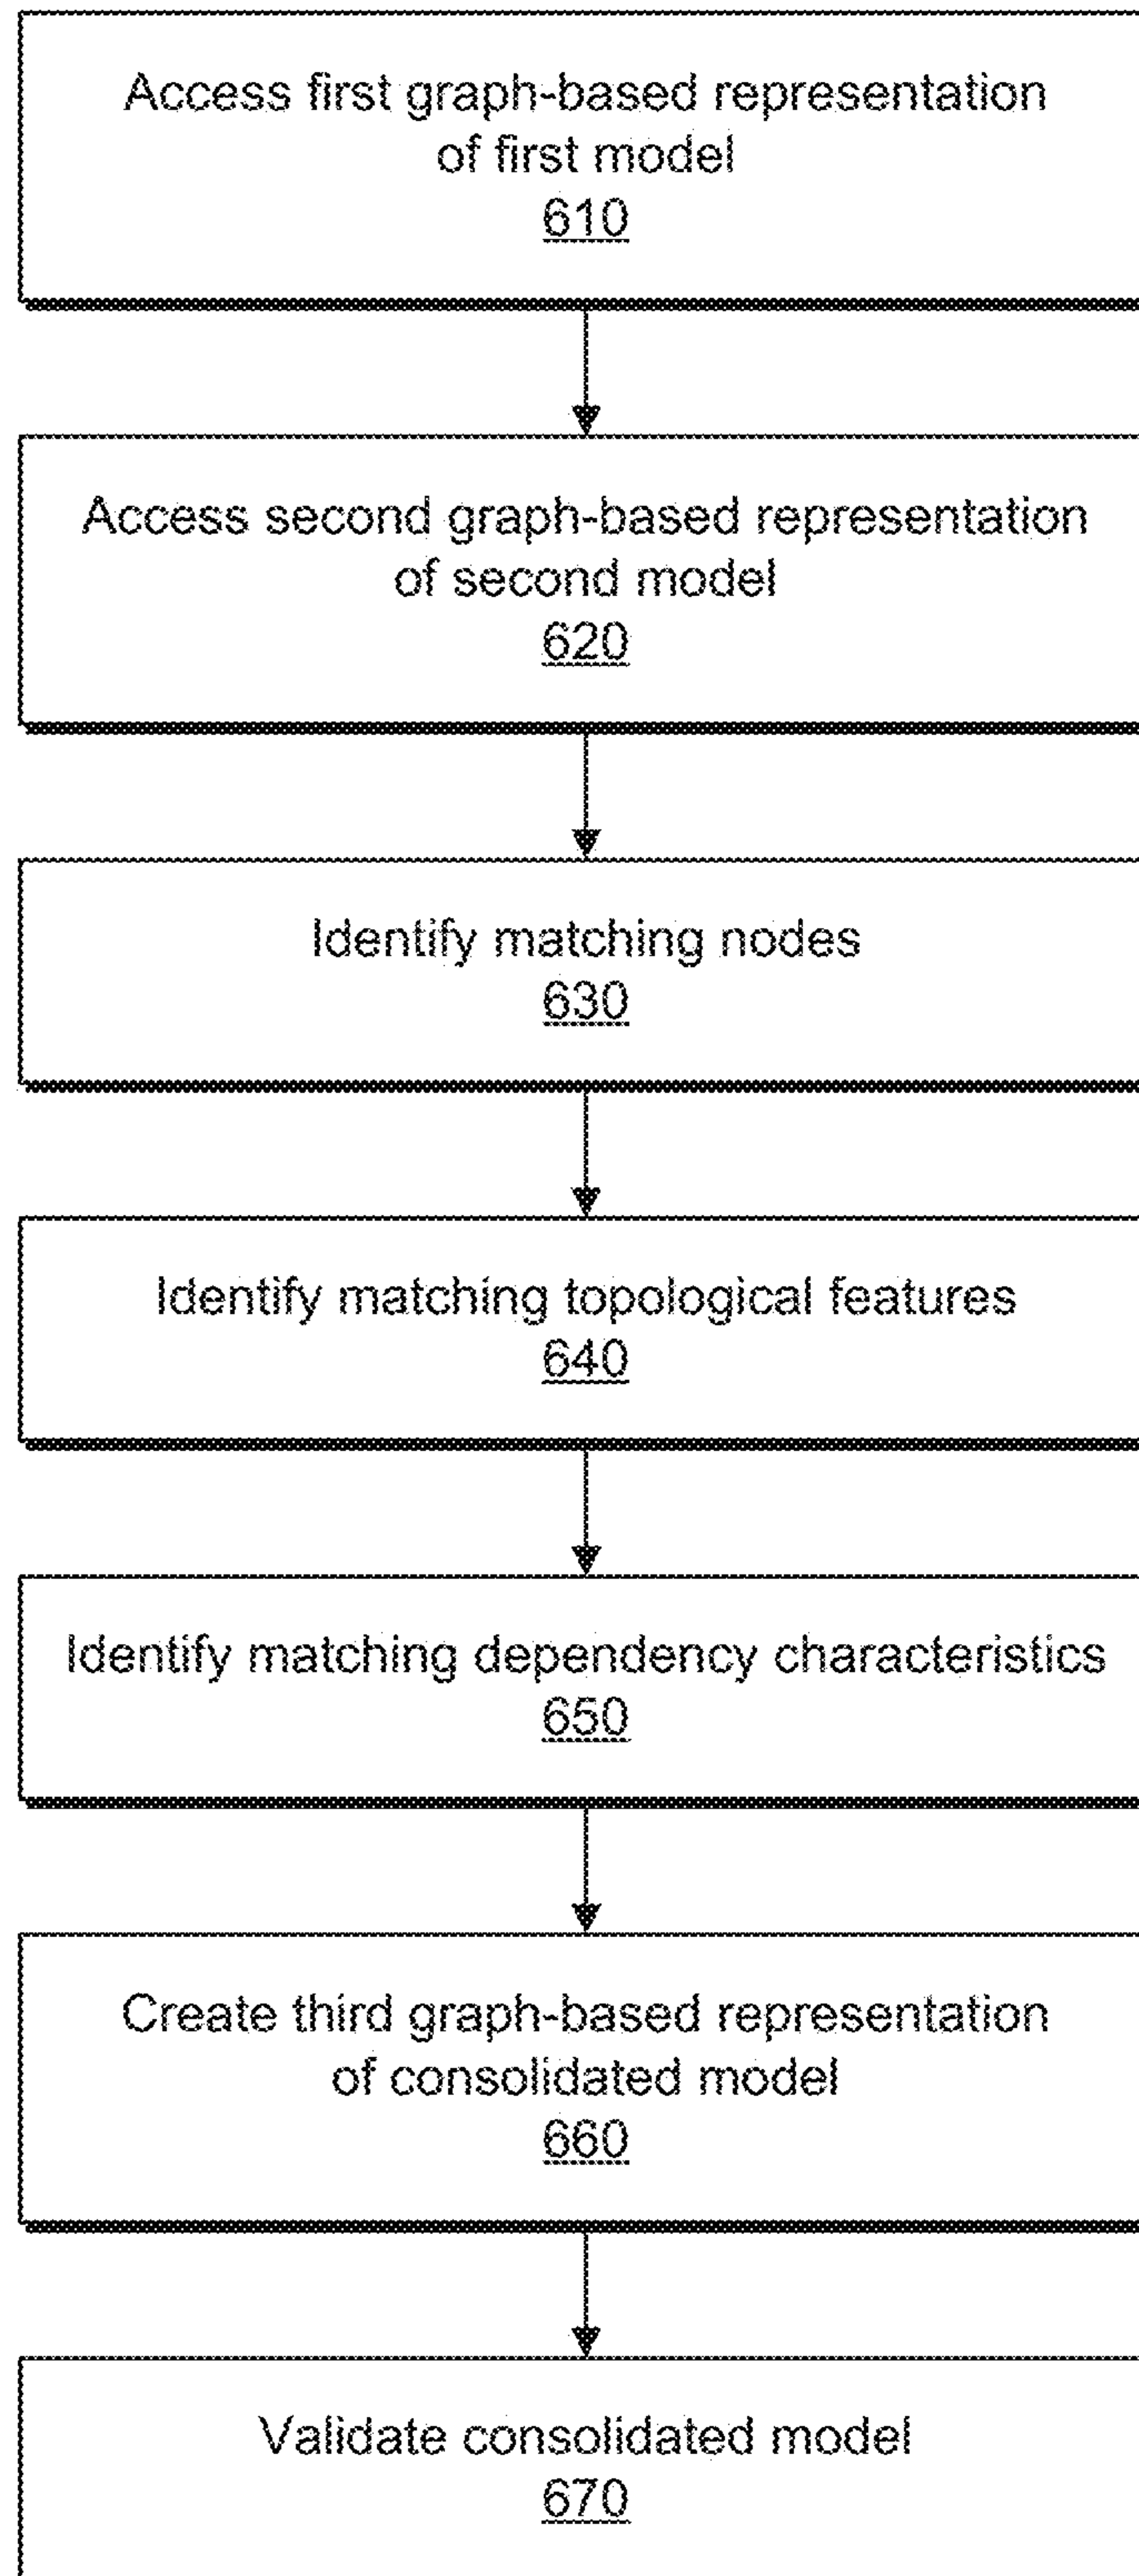 Access first graph-based representation
of first model
610
Access second graph-based representation
of second model
620
Identify matching nodes
630
Identify matching topological features
640
Identify matching dependency characteristics
650
Create third graph-based representation
of consolidated model
660
Validate consolidated model
670